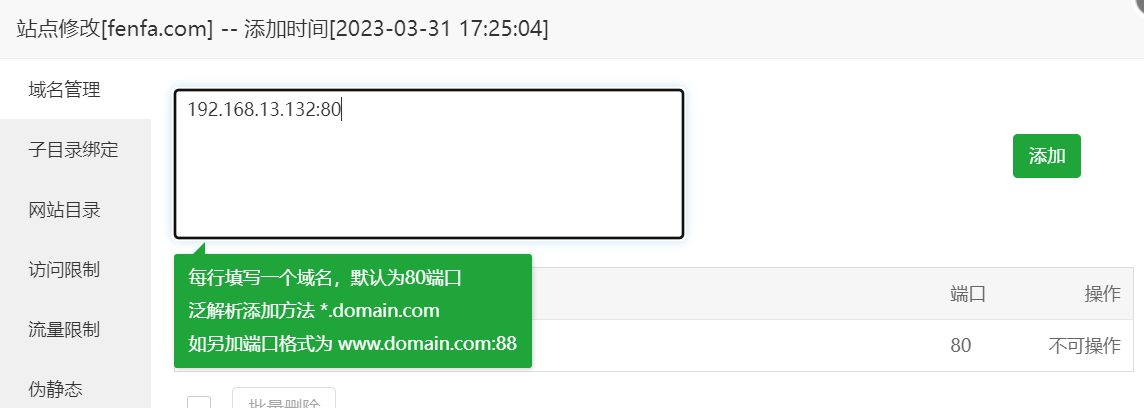 站点修改[fenfa.com] -- 添加时间[2023-03-31 17:25:04]
域名管理
192.168.13.132:80
子目录绑定
添加
网站目录
访问限制
每行填写一个域名，默认为80端口
端口
操作
泛解析添加方法 *.domain.com
流量限制
如另加端口格式为 www.domain.com:88
80
不可操作
伪静态
批量删除